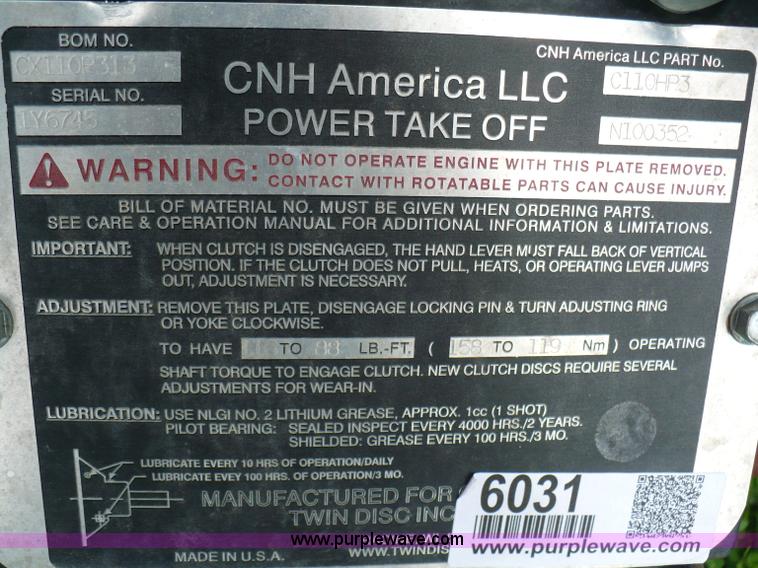 BOM NO.
CX110P313
SERIAL NO.
1Y6745
CNH America LLC
POWER TAKE OFF
CNH America LLC PART No.
C110HP3
N100352
WARNING: DO NOT OPERATE ENGINE WITH THIS PLATE REMOVED.
CONTACT WITH ROTATABLE PARTS CAN CAUSE INJURY.
BILL OF MATERIAL NO. MUST BE GIVEN WHEN ORDERING PARTS.
SEE CARE & OPERATION MANUAL FOR ADDITIONAL INFORMATION & LIMITATIONS.
IMPORTANT: WHEN CLUTCH IS DISENGAGED, THE HAND LEVER MUST FALL BACK OF VERTICAL
POSITION. IF THE CLUTCH DOES NOT PULL, HEATS, OR OPERATING LEVER JUMPS
OUT, ADJUSTMENT IS NECESSARY.
ADJUSTMENT: REMOVE THIS PLATE, DISENGAGE LOCKING PIN & TURN ADJUSTING RING
OR YOKE CLOCKWISE.
TO HAVE TO 88 LB.-FT. ( 158 TO 119 Nm ) OPERATING
SHAFT TORQUE TO ENGAGE CLUTCH. NEW CLUTCH DISCS REQUIRE SEVERAL
ADJUSTMENTS FOR WEAR-IN.
LUBRICATION: USE NLGI NO. 2 LITHIUM GREASE, APPROX. 1cc (1 SHOT)
PILOT BEARING: SEALED INSPECT EVERY 4000 HRS./2 YEARS.
SHIELDED: GREASE EVERY 100 HRS./3 MO.
LUBRICATE EVERY 10 HRS OF OPERATION/DAILY
LUBRICATE EVEY 100 HRS. OF OPERATION/3 MO.
MANUFACTURED FOR
TWIN DISC INC
MADE IN U.S.A.
WWW.TWINDIS
6031
www.purplewave.com
www.purplewave.com